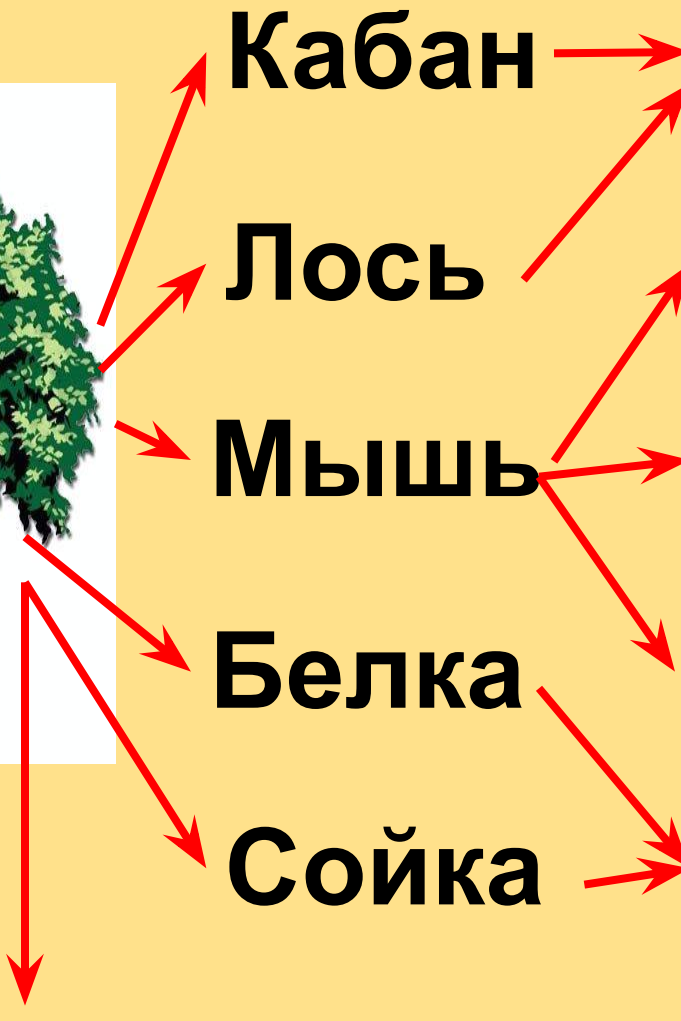 Кабан
Лось
Мышь
Белка
Сойка